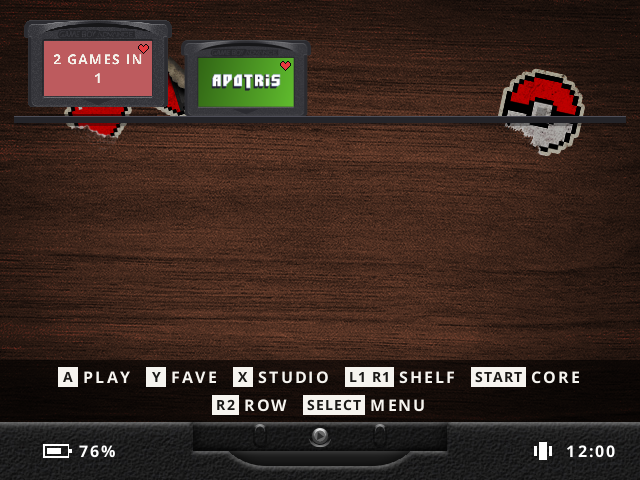 2 GAMES IN
1
APOTRIS
A PLAY Y FAVE X STUDIO L1 R1 SHELF START CORE
R2 ROW SELECT MENU
76% 12:00